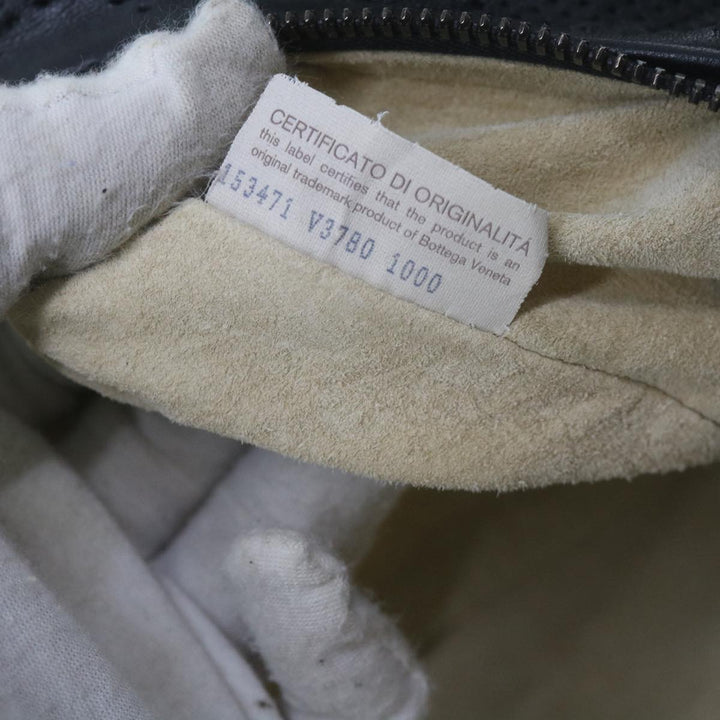 CERTIFICATO DI ORIGINALITÁ
this label certifies that the product is an
original trademark product of Bottega Veneta
153471 V3780 1000